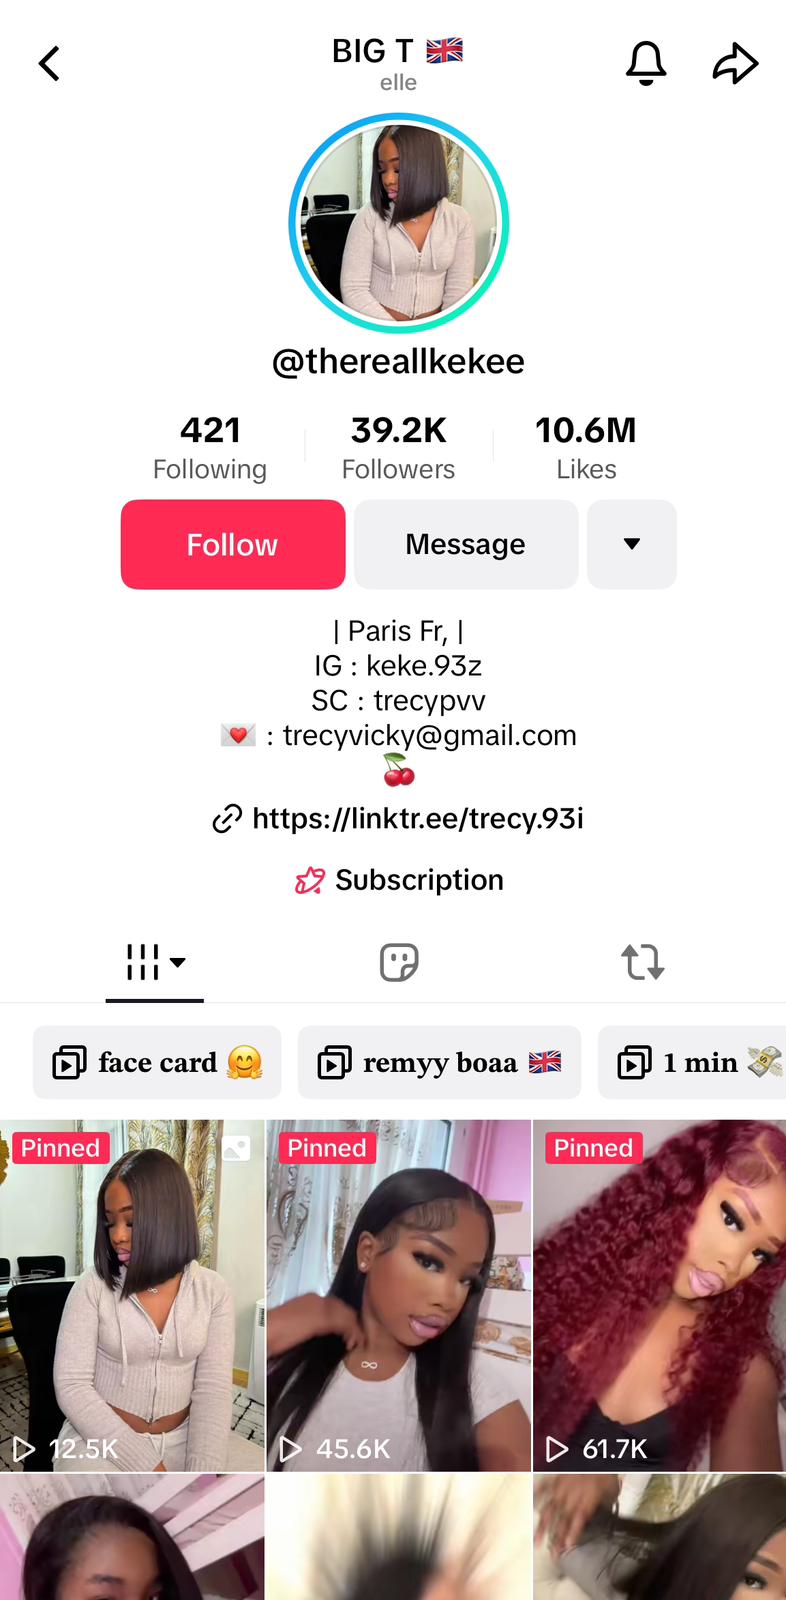 BIG T 🇬🇧
elle
@thereallkekee
421 39.2K 10.6M
Following Followers Likes
Follow Message
| Paris Fr, |
IG : keke.93z
SC : trecypvv
💌 : trecyvicky@gmail.com
🍒
https://linktr.ee/trecy.93i
Subscription
face card 🤗 remyy boaa 🇬🇧 1 min 💸
Pinned Pinned Pinned
12.5K 45.6K 61.7K